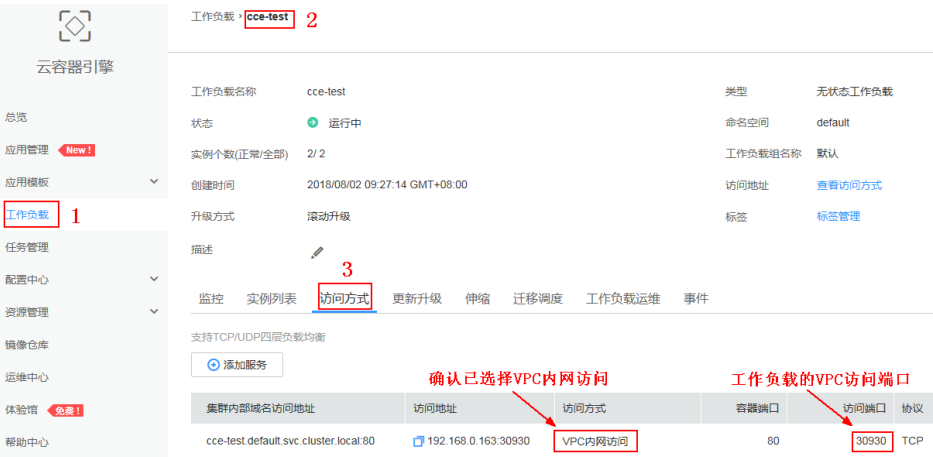 云容器引擎
总览
应用管理 New !
应用模板
工作负载 1
任务管理
配置中心
资源管理
镜像仓库
运维中心
体验馆 免费！
帮助中心
工作负载 › cce-test 2
工作负载名称 cce-test 类型 无状态工作负载
状态 运行中 命名空间 default
实例个数(正常/全部) 2/ 2 工作负载组名称 默认
创建时间 2018/08/02 09:27:14 GMT+08:00 访问地址 查看访问方式
升级方式 滚动升级 标签 标签管理
描述
3
监控 实例列表 访问方式 更新升级 伸缩 迁移调度 工作负载运维 事件
支持TCP/UDP四层负载均衡
添加服务
确认已选择VPC内网访问 工作负载的VPC访问端口
集群内部域名访问地址 访问地址 访问方式 容器端口 访问端口 协议
cce-test.default.svc.cluster.local:80 192.168.0.163:30930 VPC内网访问 80 30930 TCP